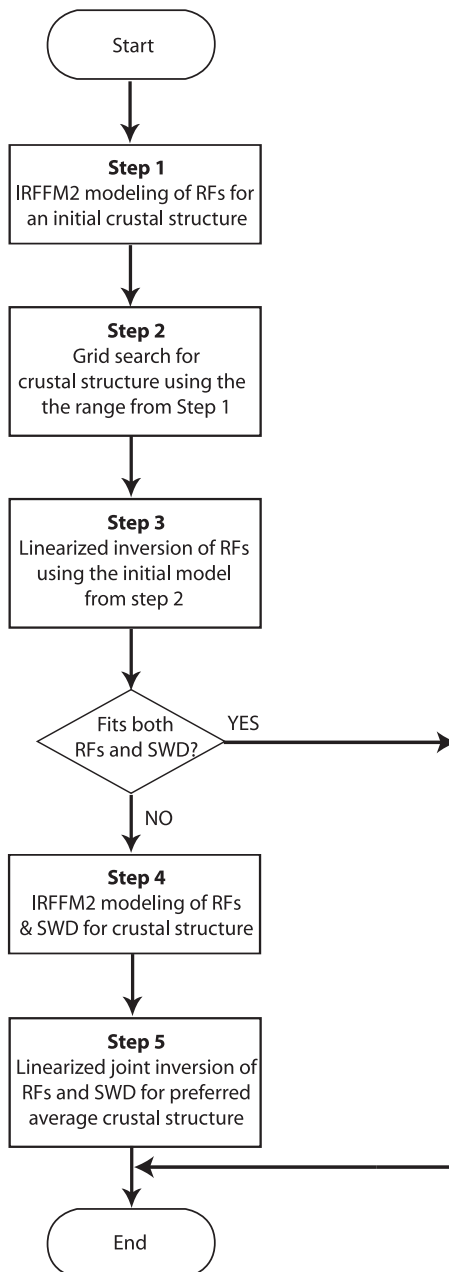 Start
Step 1
IRFFM2 modeling of RFs for
an initial crustal structure
Step 2
Grid search for
crustal structure using the
the range from Step 1
Step 3
Linearized inversion of RFs
using the initial model
from step 2
Fits both
RFs and SWD?
YES
NO
Step 4
IRFFM2 modeling of RFs
& SWD for crustal structure
Step 5
Linearized joint inversion of
RFs and SWD for preferred
average crustal structure
End